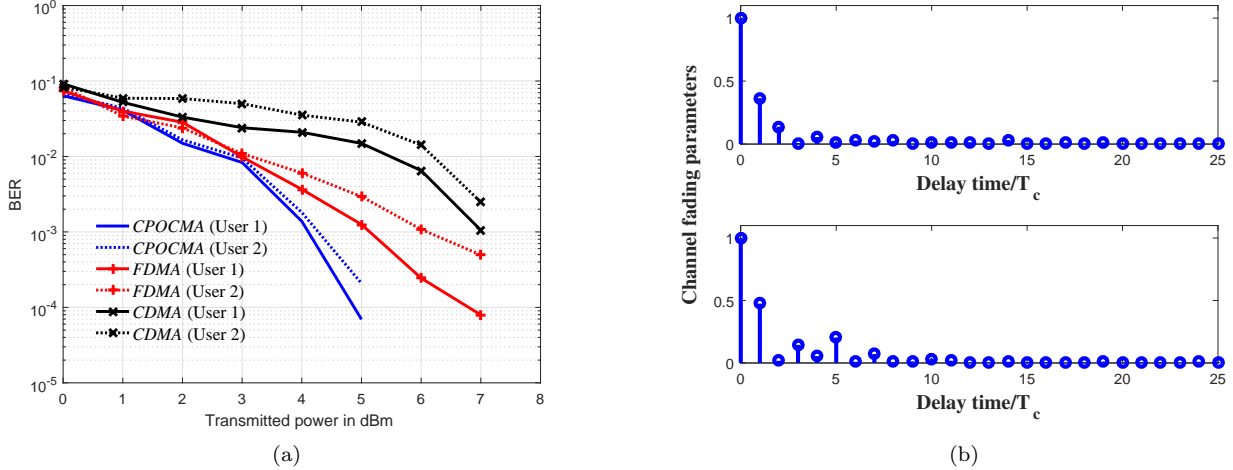 10^0
10^-1
10^-2
10^-3
10^-4
10^-5
BER
CPOCMA (User 1)
CPOCMA (User 2)
FDMA (User 1)
FDMA (User 2)
CDMA (User 1)
CDMA (User 2)
0 1 2 3 4 5 6 7 8
Transmitted power in dBm
(a)
Channel fading parameters
1
0.5
0
0 5 10 15 20 25
Delay time/T_c
1
0.5
0
0 5 10 15 20 25
Delay time/T_c
(b)